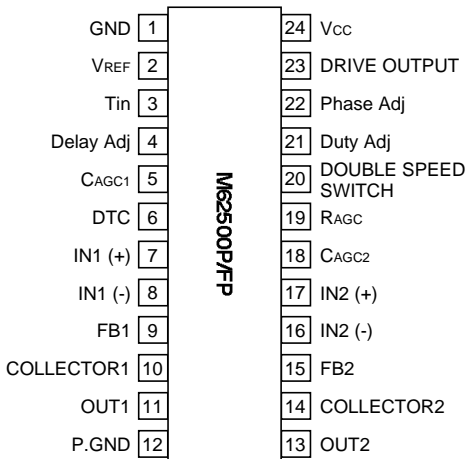 GND 1
VREF 2
Tin 3
Delay Adj 4
CAGC1 5
DTC 6
IN1 (+) 7
IN1 (-) 8
FB1 9
COLLECTOR1 10
OUT1 11
P.GND 12
M62500P/FP
24 VCC
23 DRIVE OUTPUT
22 Phase Adj
21 Duty Adj
20 DOUBLE SPEED
SWITCH
19 RAGC
18 CAGC2
17 IN2 (+)
16 IN2 (-)
15 FB2
14 COLLECTOR2
13 OUT2